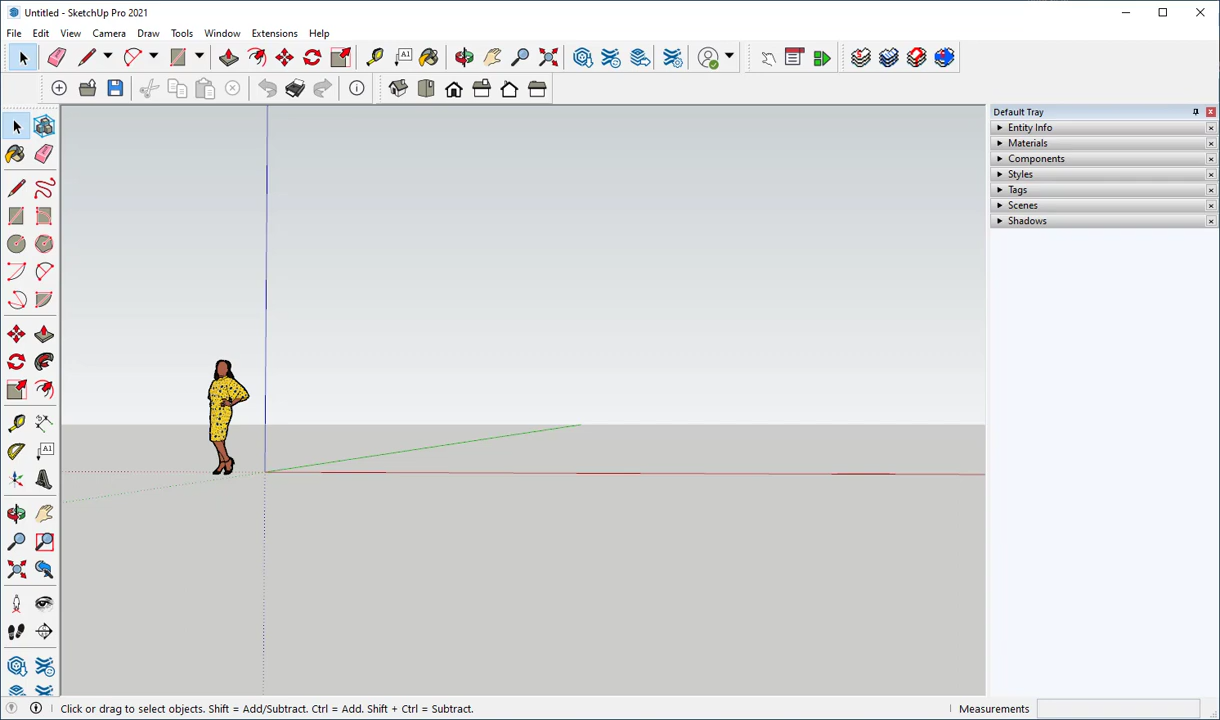 Untitled - SketchUp Pro 2021
File Edit View Camera Draw Tools Window Extensions Help
A1
Default Tray
Entity Info
Materials
Components
Styles
Tags
Scenes
Shadows
A1
Click or drag to select objects. Shift = Add/Subtract. Ctrl = Add. Shift + Ctrl = Subtract.
Measurements